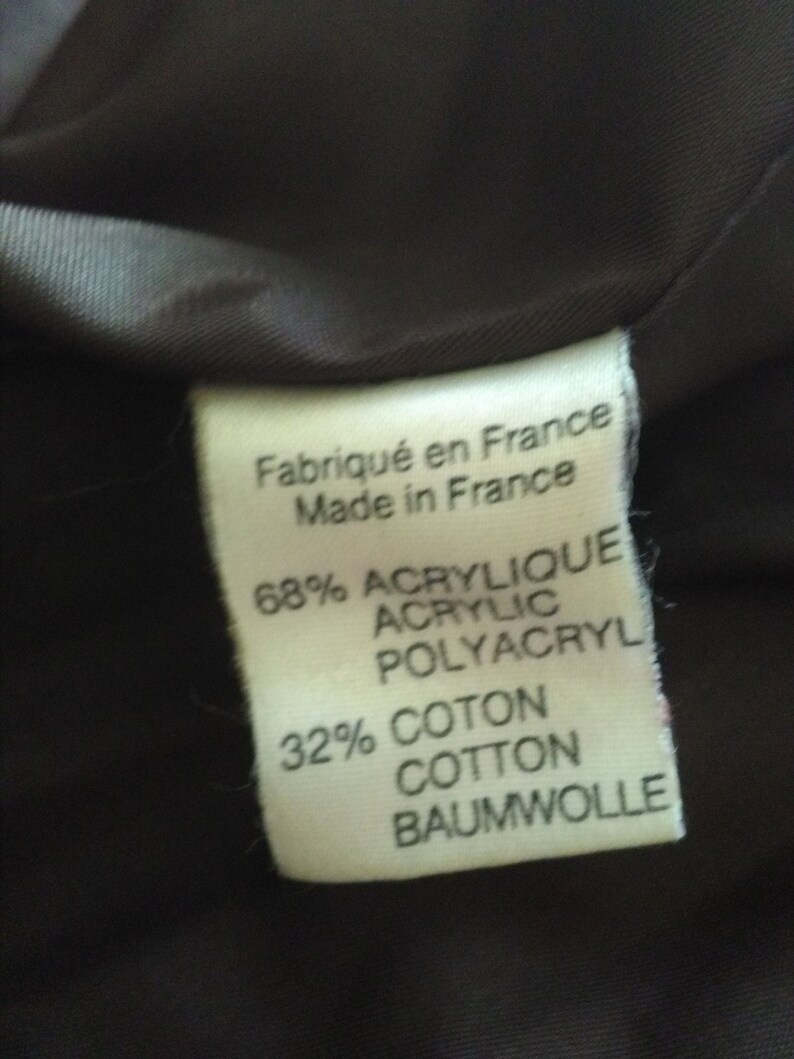 Fabriqué en France
Made in France
68% ACRYLIQUE
ACRYLIC
POLYACRYL
32% COTON
COTTON
BAUMWOLLE